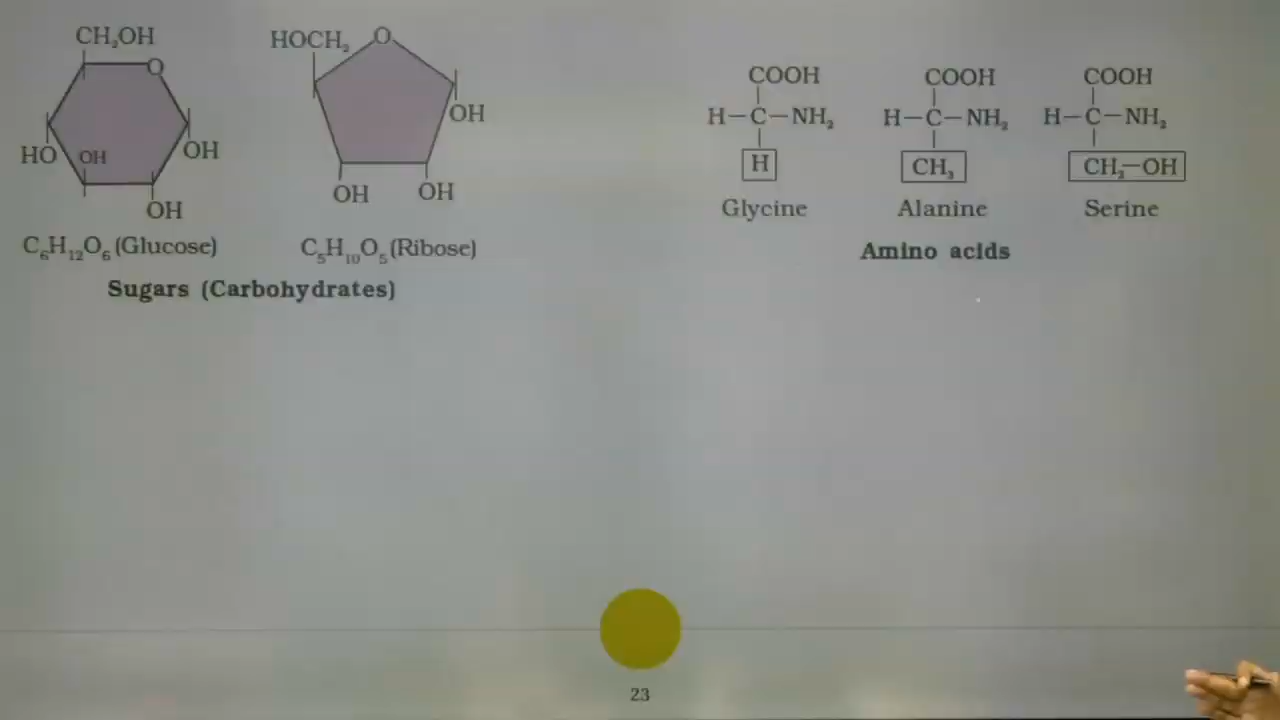 CH₂OH
O
HO
OH
OH
OH
C₆H₁₂O₆ (Glucose)
HOCH₂
O
OH
OH
OH
C₅H₁₀O₅ (Ribose)
Sugars (Carbohydrates)
COOH
H–C–NH₂
H
Glycine
COOH
H–C–NH₂
CH₃
Alanine
COOH
H–C–NH₂
CH₂–OH
Serine
Amino acids
23